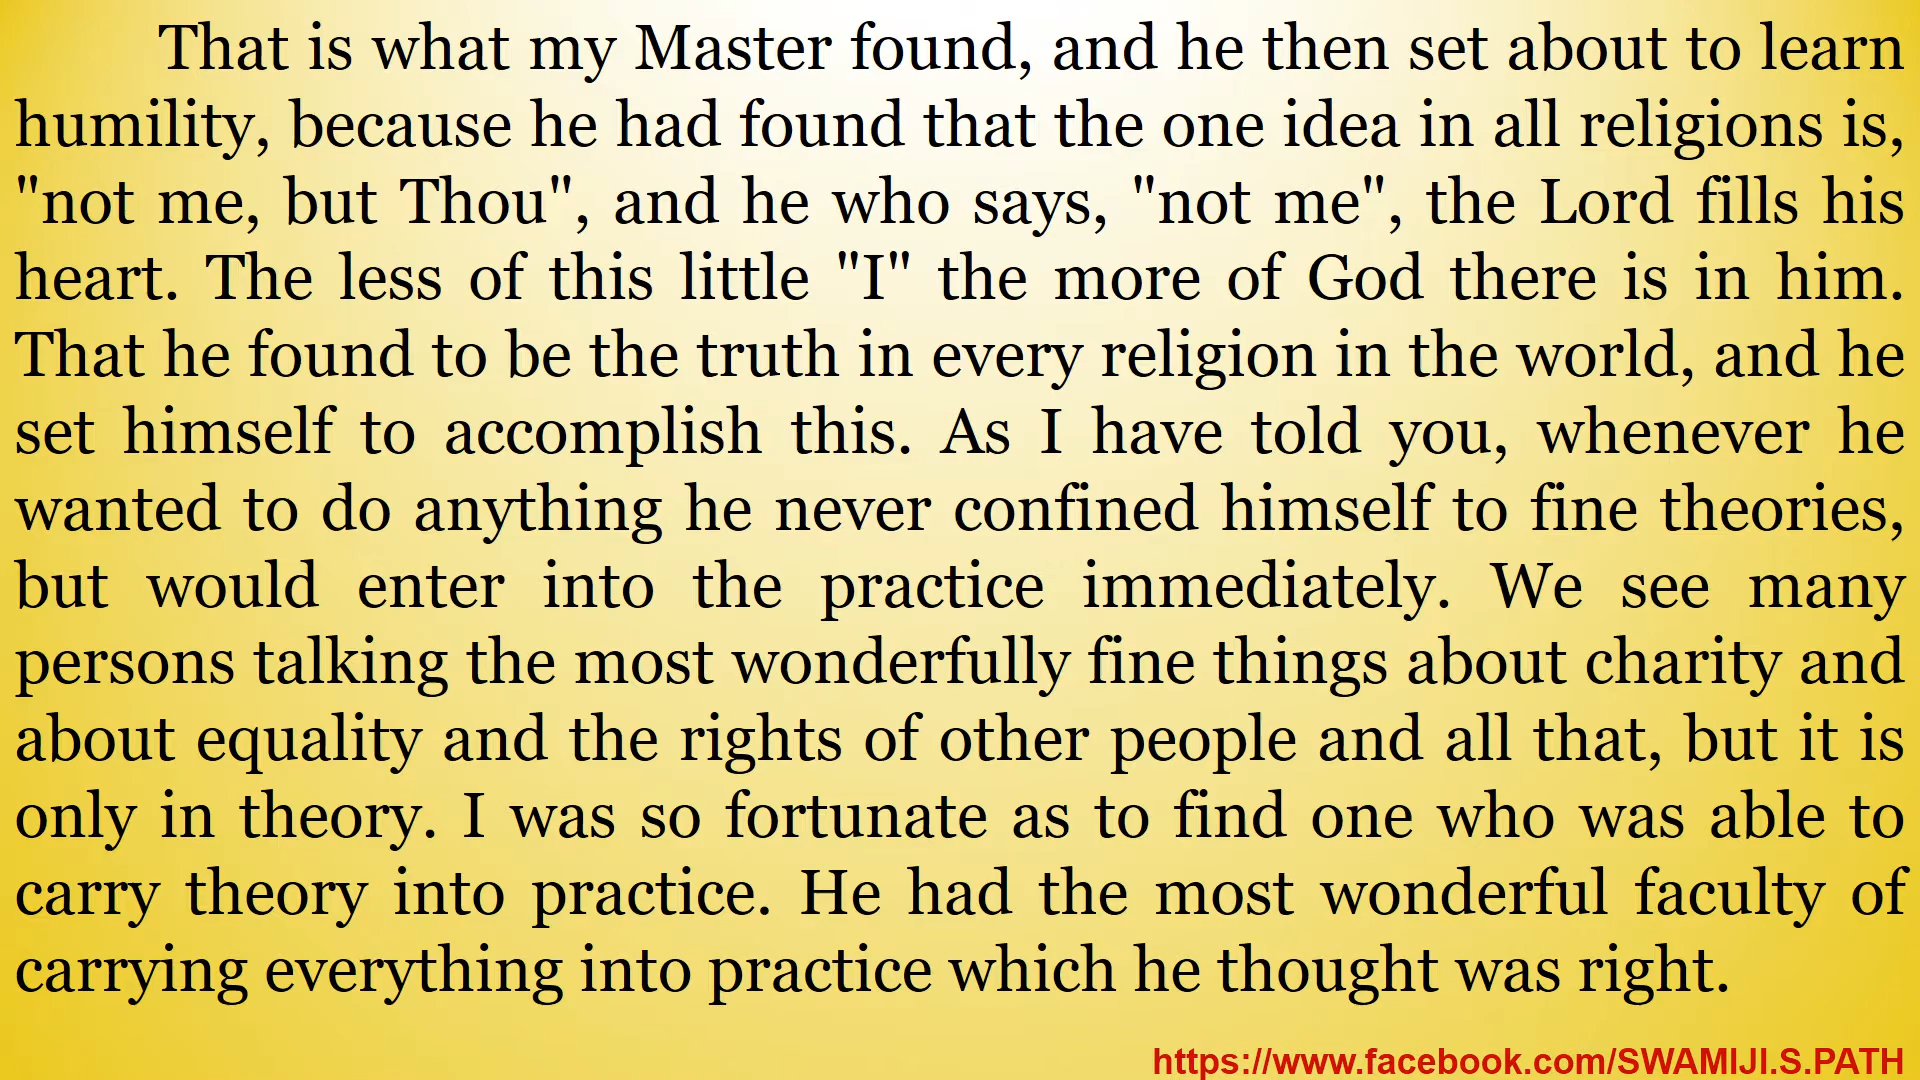 That is what my Master found, and he then set about to learn
humility, because he had found that the one idea in all religions is,
"not me, but Thou", and he who says, "not me", the Lord fills his
heart. The less of this little "I" the more of God there is in him.
That he found to be the truth in every religion in the world, and he
set himself to accomplish this. As I have told you, whenever he
wanted to do anything he never confined himself to fine theories,
but would enter into the practice immediately. We see many
persons talking the most wonderfully fine things about charity and
about equality and the rights of other people and all that, but it is
only in theory. I was so fortunate as to find one who was able to
carry theory into practice. He had the most wonderful faculty of
carrying everything into practice which he thought was right.
https://www.facebook.com/SWAMIJI.S.PATH